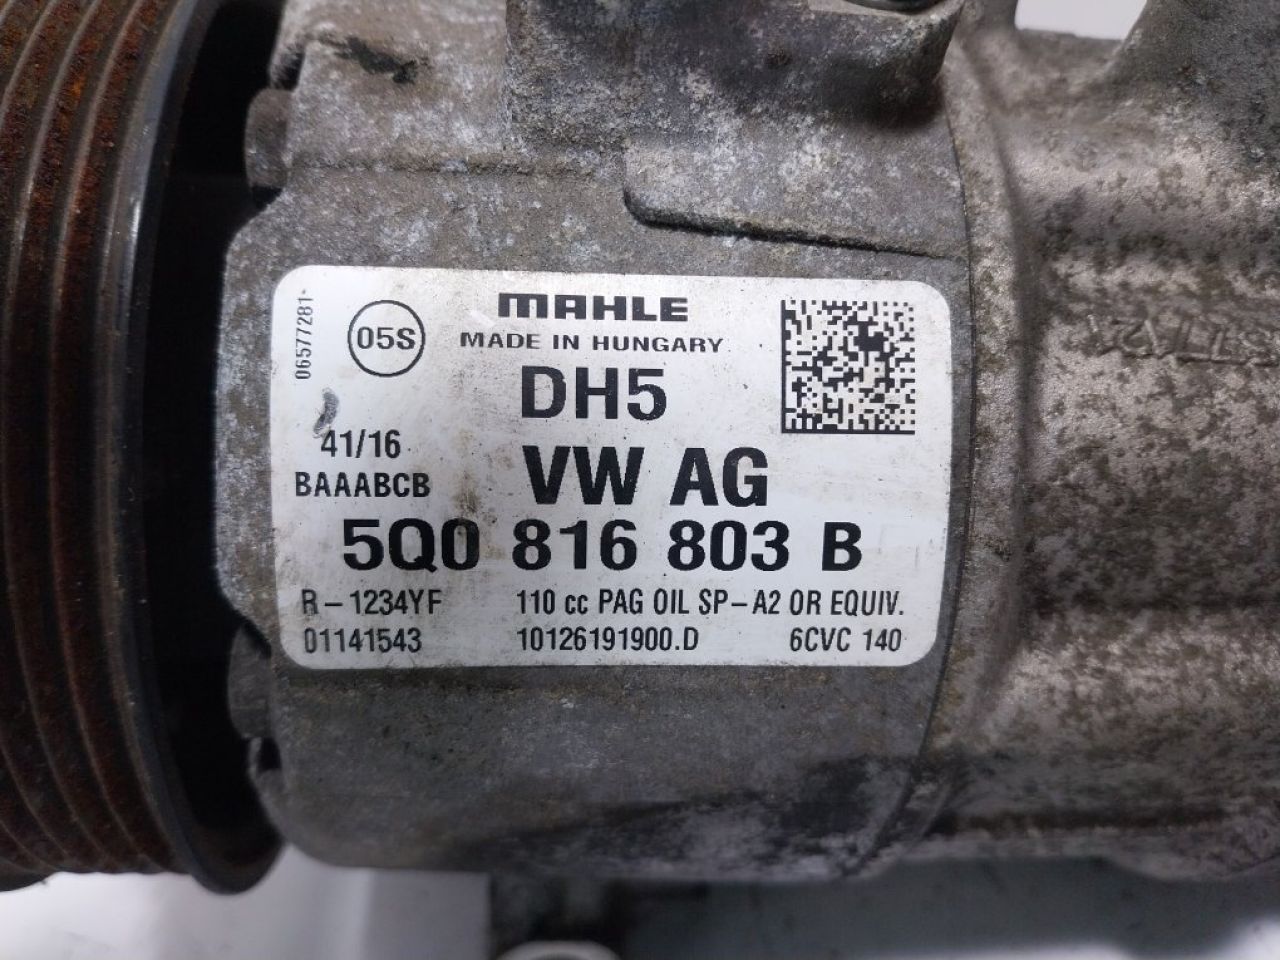 06577281-
05S
MAHLE
MADE IN HUNGARY
DH5
41/16
BAAABCB
VW AG
5Q0 816 803 B
R-1234YF 110 cc PAG OIL SP-A2 OR EQUIV.
01141543 10126191900.D 6CVC 140